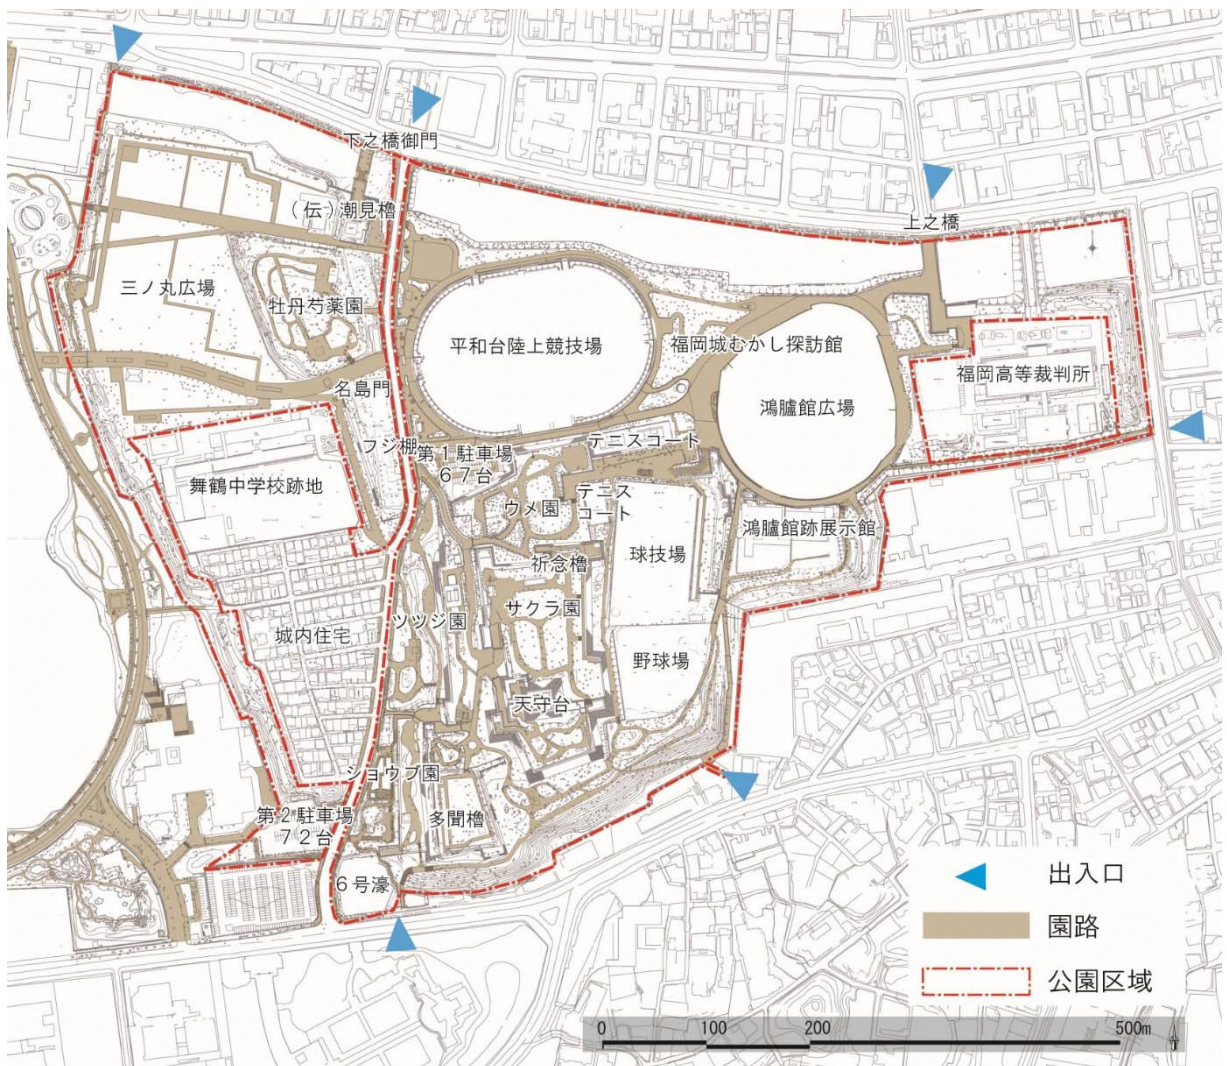 下之橋御門
(伝)潮見櫓
上之橋
三ノ丸広場
牡丹芍薬園
平和台陸上競技場
福岡城むかし探訪館
福岡高等裁判所
名島門
鴻臚館広場
フジ棚
第1駐車場
67台
テニスコート
舞鶴中学校跡地
ウメ園
テニス
コート
鴻臚館跡展示館
球技場
祈念櫓
サクラ園
ツツジ園
城内住宅
野球場
天守台
ショウブ園
第2駐車場
72台
多聞櫓
6号濠
出入口
園路
公園区域
0 100 200 500m